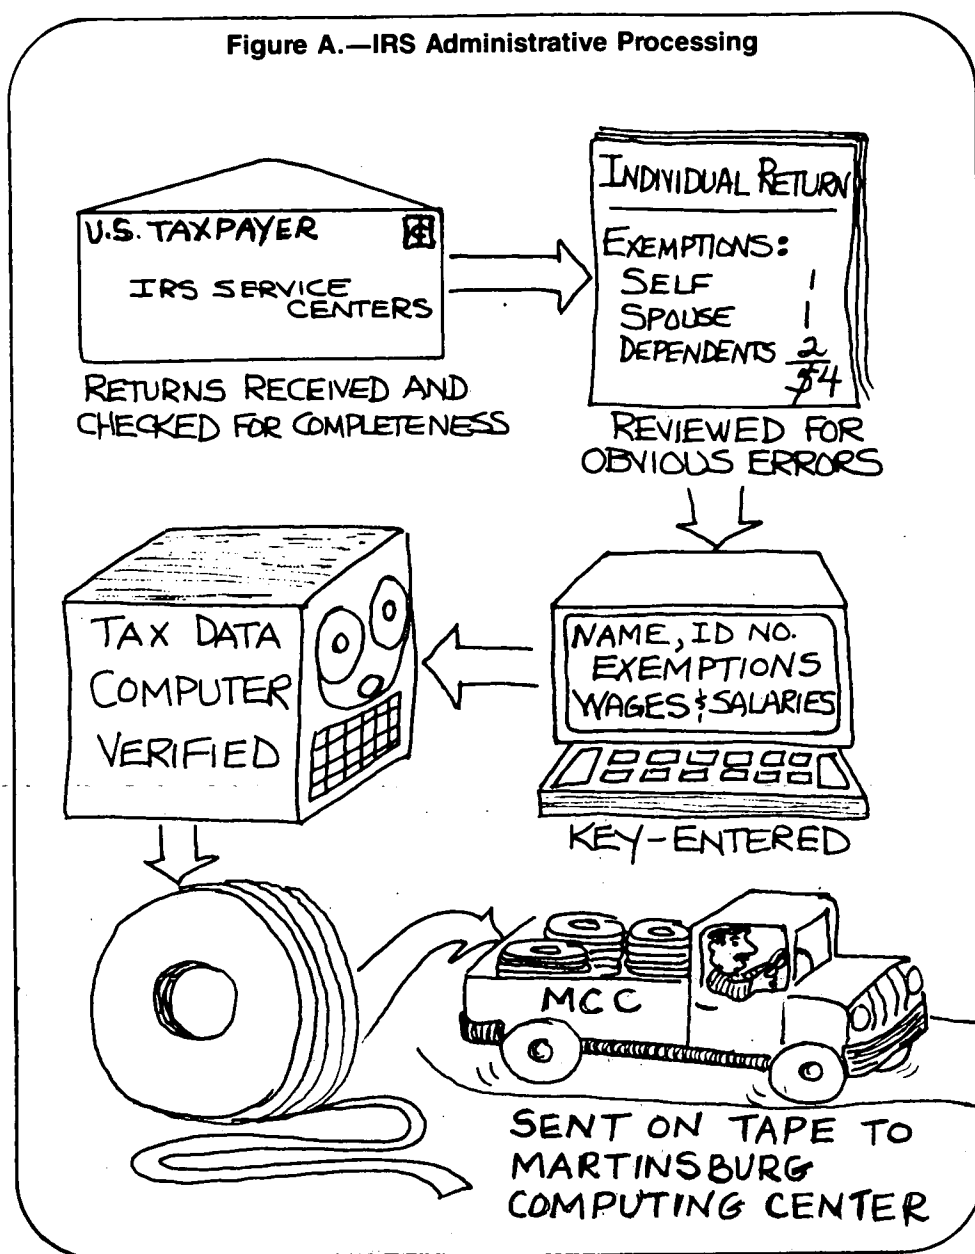 Figure A.—IRS Administrative Processing
U.S. TAXPAYER
IRS SERVICE
CENTERS
RETURNS RECEIVED AND
CHECKED FOR COMPLETENESS
INDIVIDUAL RETURN
EXEMPTIONS:
SELF 1
SPOUSE 1
DEPENDENTS 2
4
REVIEWED FOR
OBVIOUS ERRORS
NAME, ID NO.
EXEMPTIONS
WAGES & SALARIES
KEY-ENTERED
TAX DATA
COMPUTER
VERIFIED
MCC
SENT ON TAPE TO
MARTINSBURG
COMPUTING CENTER